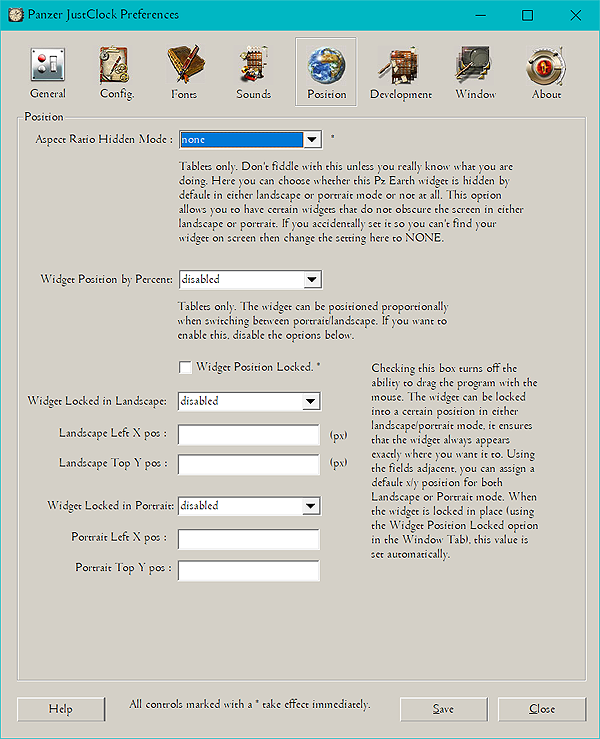 Panzer JustClock Preferences
General Config. Fonts Sounds Position Development Window About
Position
Aspect Ratio Hidden Mode : none *
Tablets only. Don't fiddle with this unless you really know what you are
doing. Here you can choose whether this Pz Earth widget is hidden by
default in either landscape or portrait mode or not at all. This option
allows you to have certain widgets that do not obscure the screen in either
landscape or portrait. If you accidentally set it so you can't find your
widget on screen then change the setting here to NONE.
Widget Position by Percent: disabled
Tablets only. The widget can be positioned proportionally
when switching between portrait/landscape. If you want to
enable this, disable the options below.
Widget Position Locked. *
Widget Locked in Landscape: disabled
Landscape Left X pos : (px)
Landscape Top Y pos : (px)
Widget Locked in Portrait: disabled
Portrait Left X pos :
Portrait Top Y pos :
Checking this box turns off the
ability to drag the program with the
mouse. The widget can be locked
into a certain position in either
landscape/portrait mode, it ensures
that the widget always appears
exactly where you want it to. Using
the fields adjacent, you can assign a
default x/y position for both
Landscape or Portrait mode. When
the widget is locked in place (using
the Widget Position Locked option
in the Window Tab), this value is
set automatically.
Help All controls marked with a * take effect immediately. Save Close